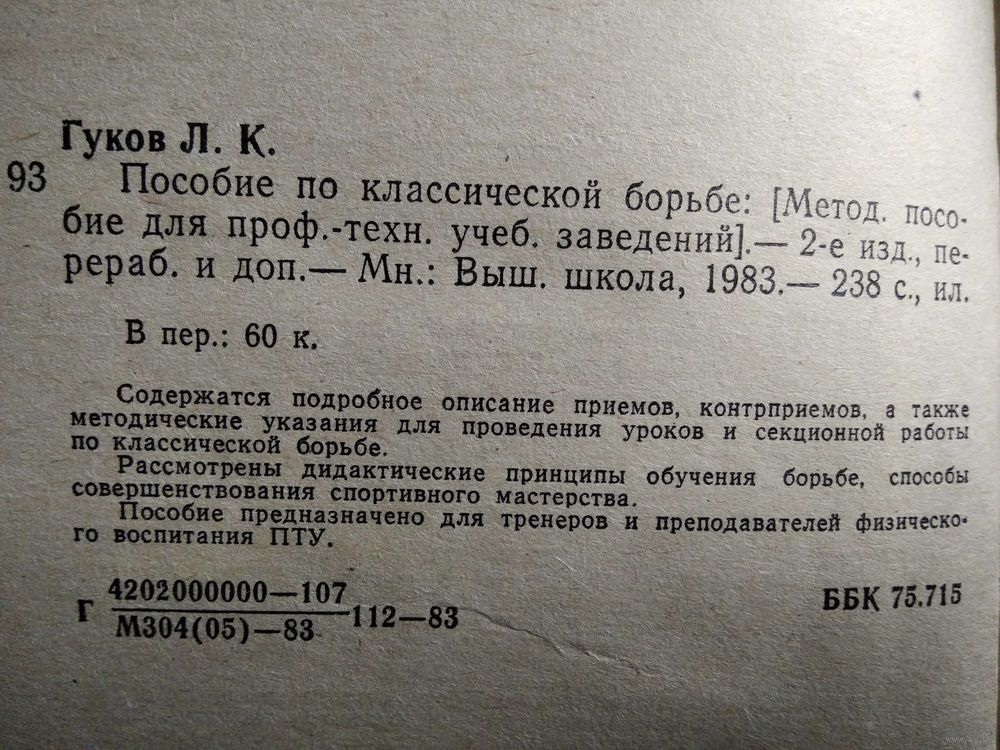 Гуков Л. К.
93 Пособие по классической борьбе: [Метод. посо-
бие для проф.-техн. учеб. заведений].— 2-е изд., пе-
рераб. и доп.— Мн.: Выш. школа, 1983.— 238 с., ил.
В пер.: 60 к.
Содержатся подробное описание приемов, контрприемов, а также
методические указания для проведения уроков и секционной работы
по классической борьбе.
Рассмотрены дидактические принципы обучения борьбе, способы
совершенствования спортивного мастерства.
Пособие предназначено для тренеров и преподавателей физическо-
го воспитания ПТУ.
4202000000—107
Г 112—83 ББК 75.715
М304(05)—83